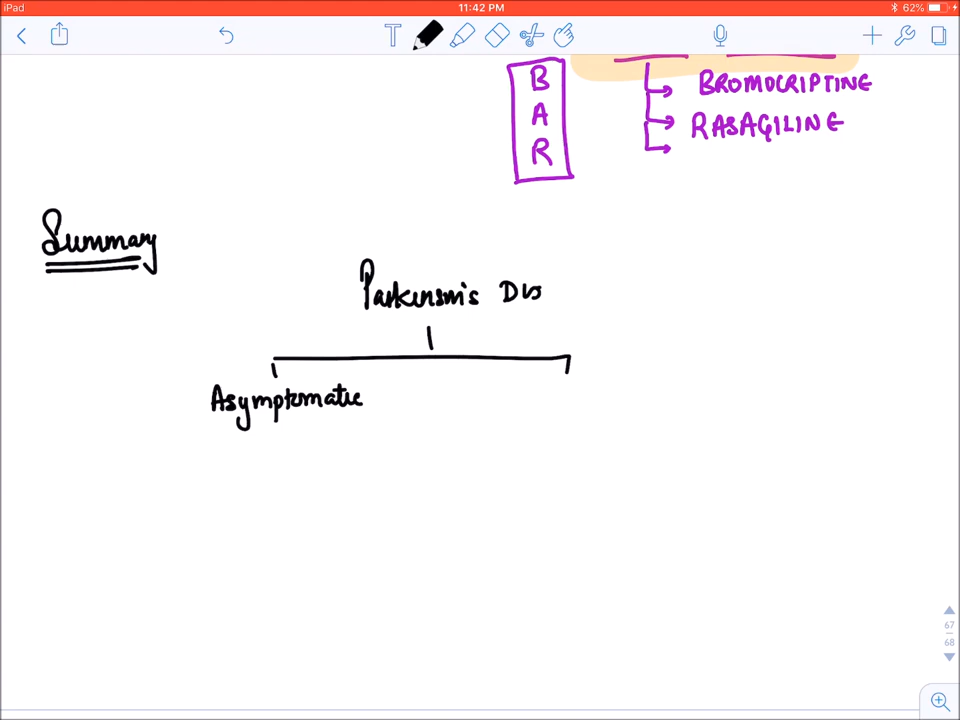 iPad 11:42 PM 62%
T
B BROMOCRIPTINE
A RASAGILINE
R
Summary
Parkinson's Dis
Asymptomatic
67
68